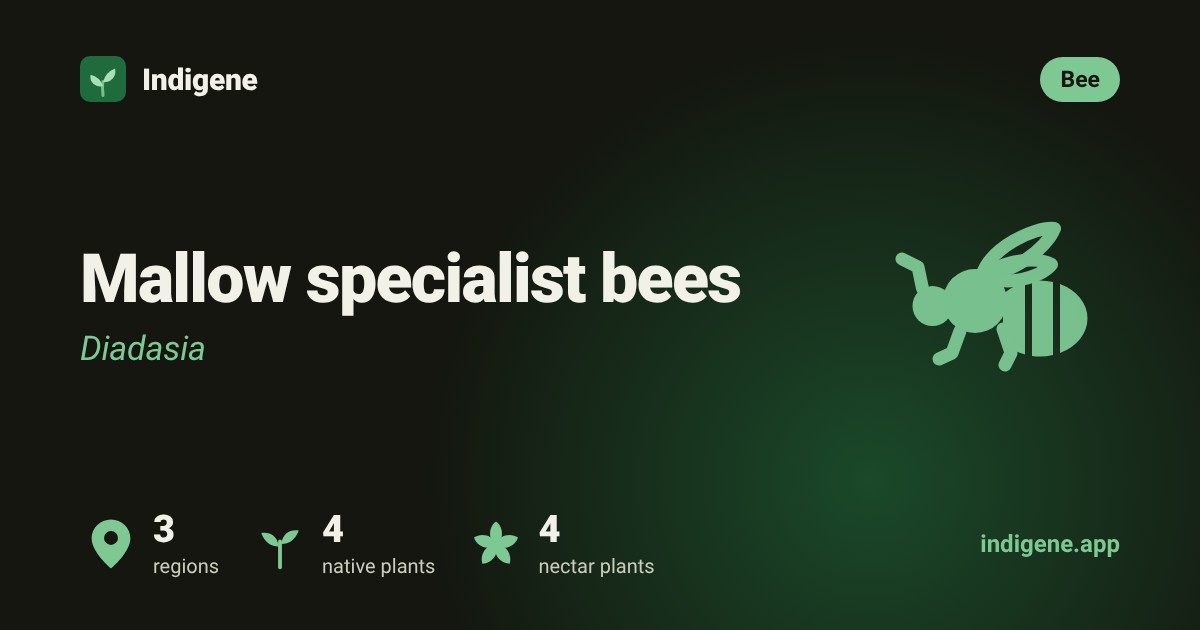 Indigene
Bee
Mallow specialist bees
Diadasia
3
regions
4
native plants
4
nectar plants
indigene.app